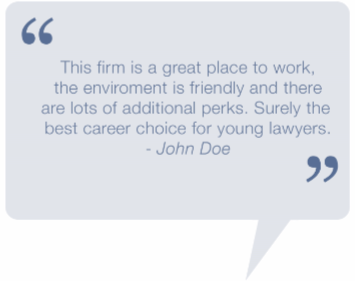 “
This firm is a great place to work,
the enviroment is friendly and there
are lots of additional perks. Surely the
best career choice for young lawyers.
- John Doe
”